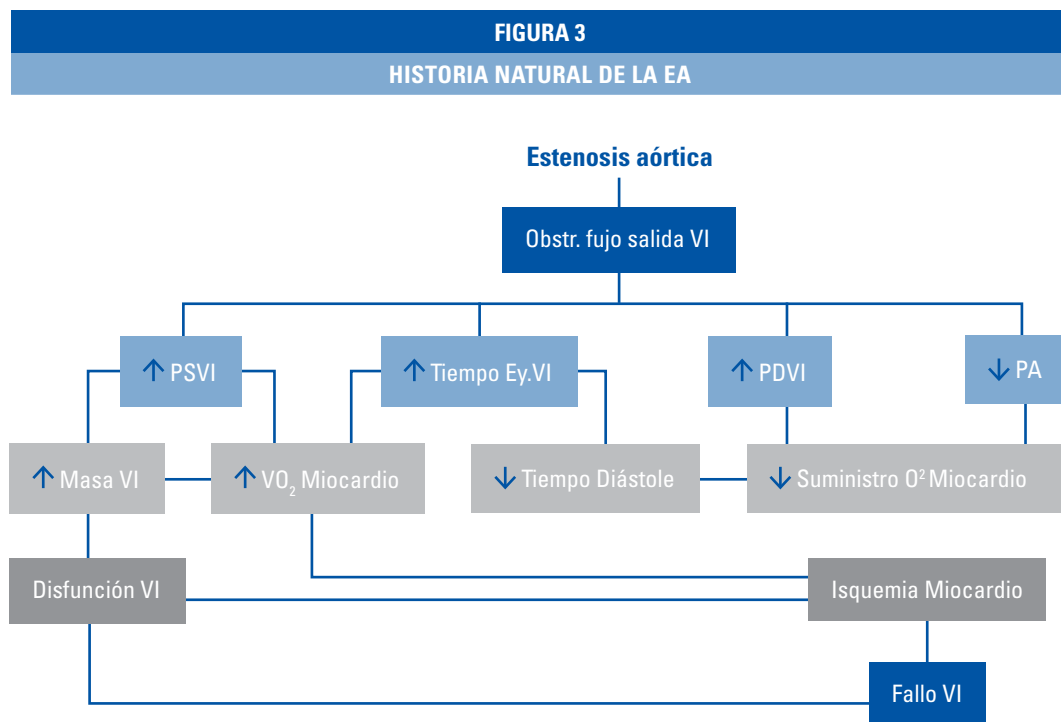 FIGURA 3
HISTORIA NATURAL DE LA EA
Estenosis aórtica
Obstr. fujo salida VI
↑ PSVI
↑ Tiempo Ey.VI
↑ PDVI
↓ PA
↑ Masa VI
↑ VO₂ Miocardio
↓ Tiempo Diástole
↓ Suministro O² Miocardio
Disfunción VI
Isquemia Miocardio
Fallo VI